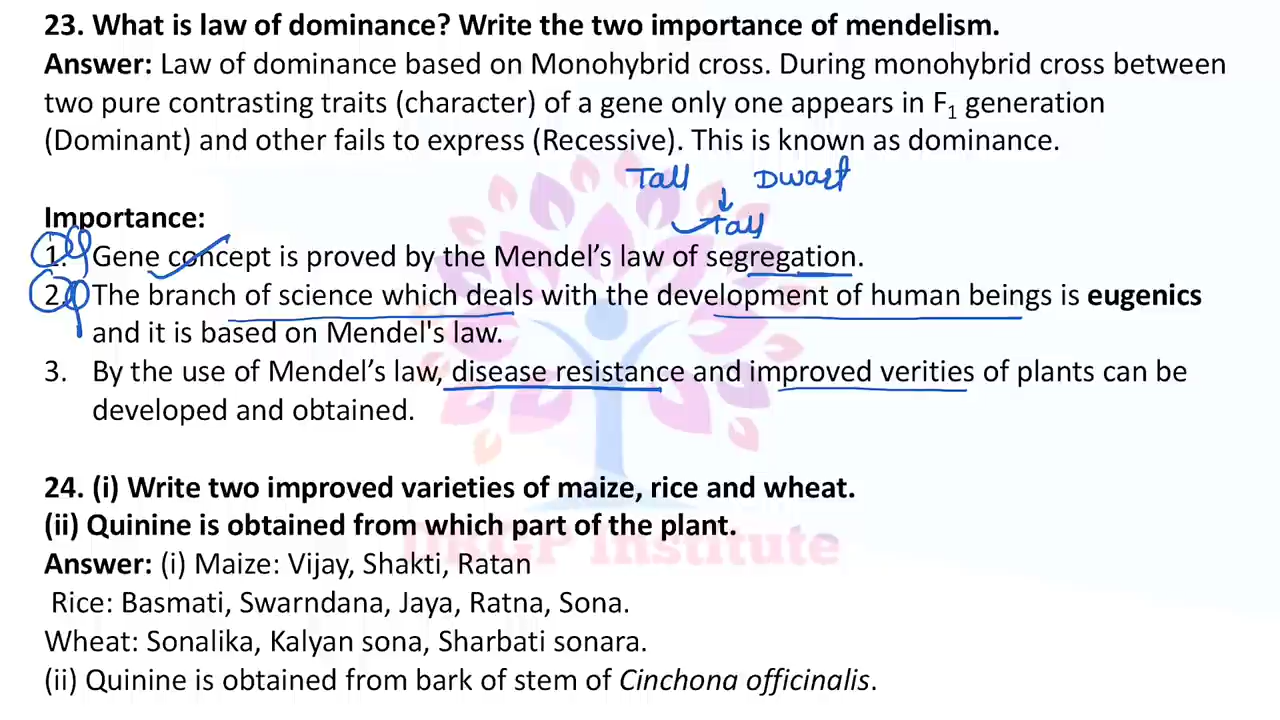 23. What is law of dominance? Write the two importance of mendelism.
Answer: Law of dominance based on Monohybrid cross. During monohybrid cross between
two pure contrasting traits (character) of a gene only one appears in F₁ generation
(Dominant) and other fails to express (Recessive). This is known as dominance.
Tall Dwarf
Tall
Importance:
1. Gene concept is proved by the Mendel’s law of segregation.
2. The branch of science which deals with the development of human beings is eugenics
and it is based on Mendel's law.
3. By the use of Mendel’s law, disease resistance and improved verities of plants can be
developed and obtained.
24. (i) Write two improved varieties of maize, rice and wheat.
(ii) Quinine is obtained from which part of the plant.
Institute
Answer: (i) Maize: Vijay, Shakti, Ratan
Rice: Basmati, Swarndana, Jaya, Ratna, Sona.
Wheat: Sonalika, Kalyan sona, Sharbati sonara.
(ii) Quinine is obtained from bark of stem of Cinchona officinalis.